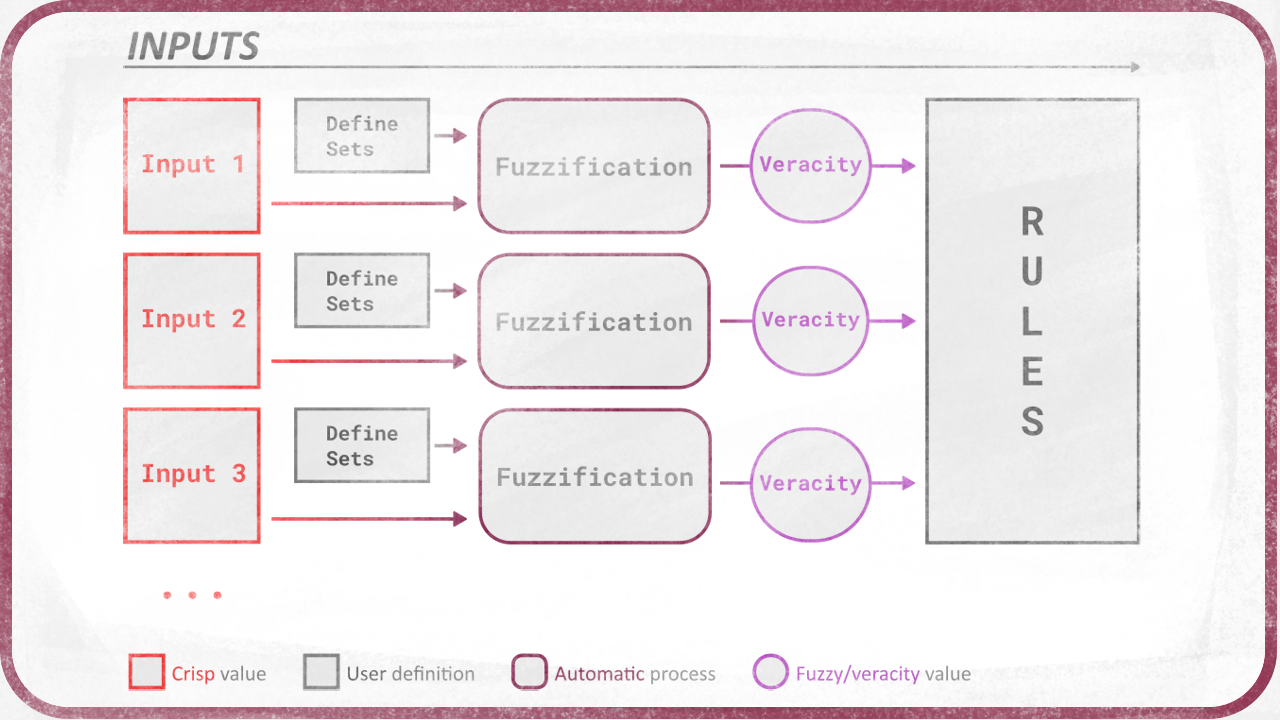 INPUTS
Input 1
Define
Sets
Fuzzification
Veracity
Input 2
Define
Sets
Fuzzification
Veracity
Input 3
Define
Sets
Fuzzification
Veracity
R
U
L
E
S
...
Crisp value
User definition
Automatic process
Fuzzy/veracity value